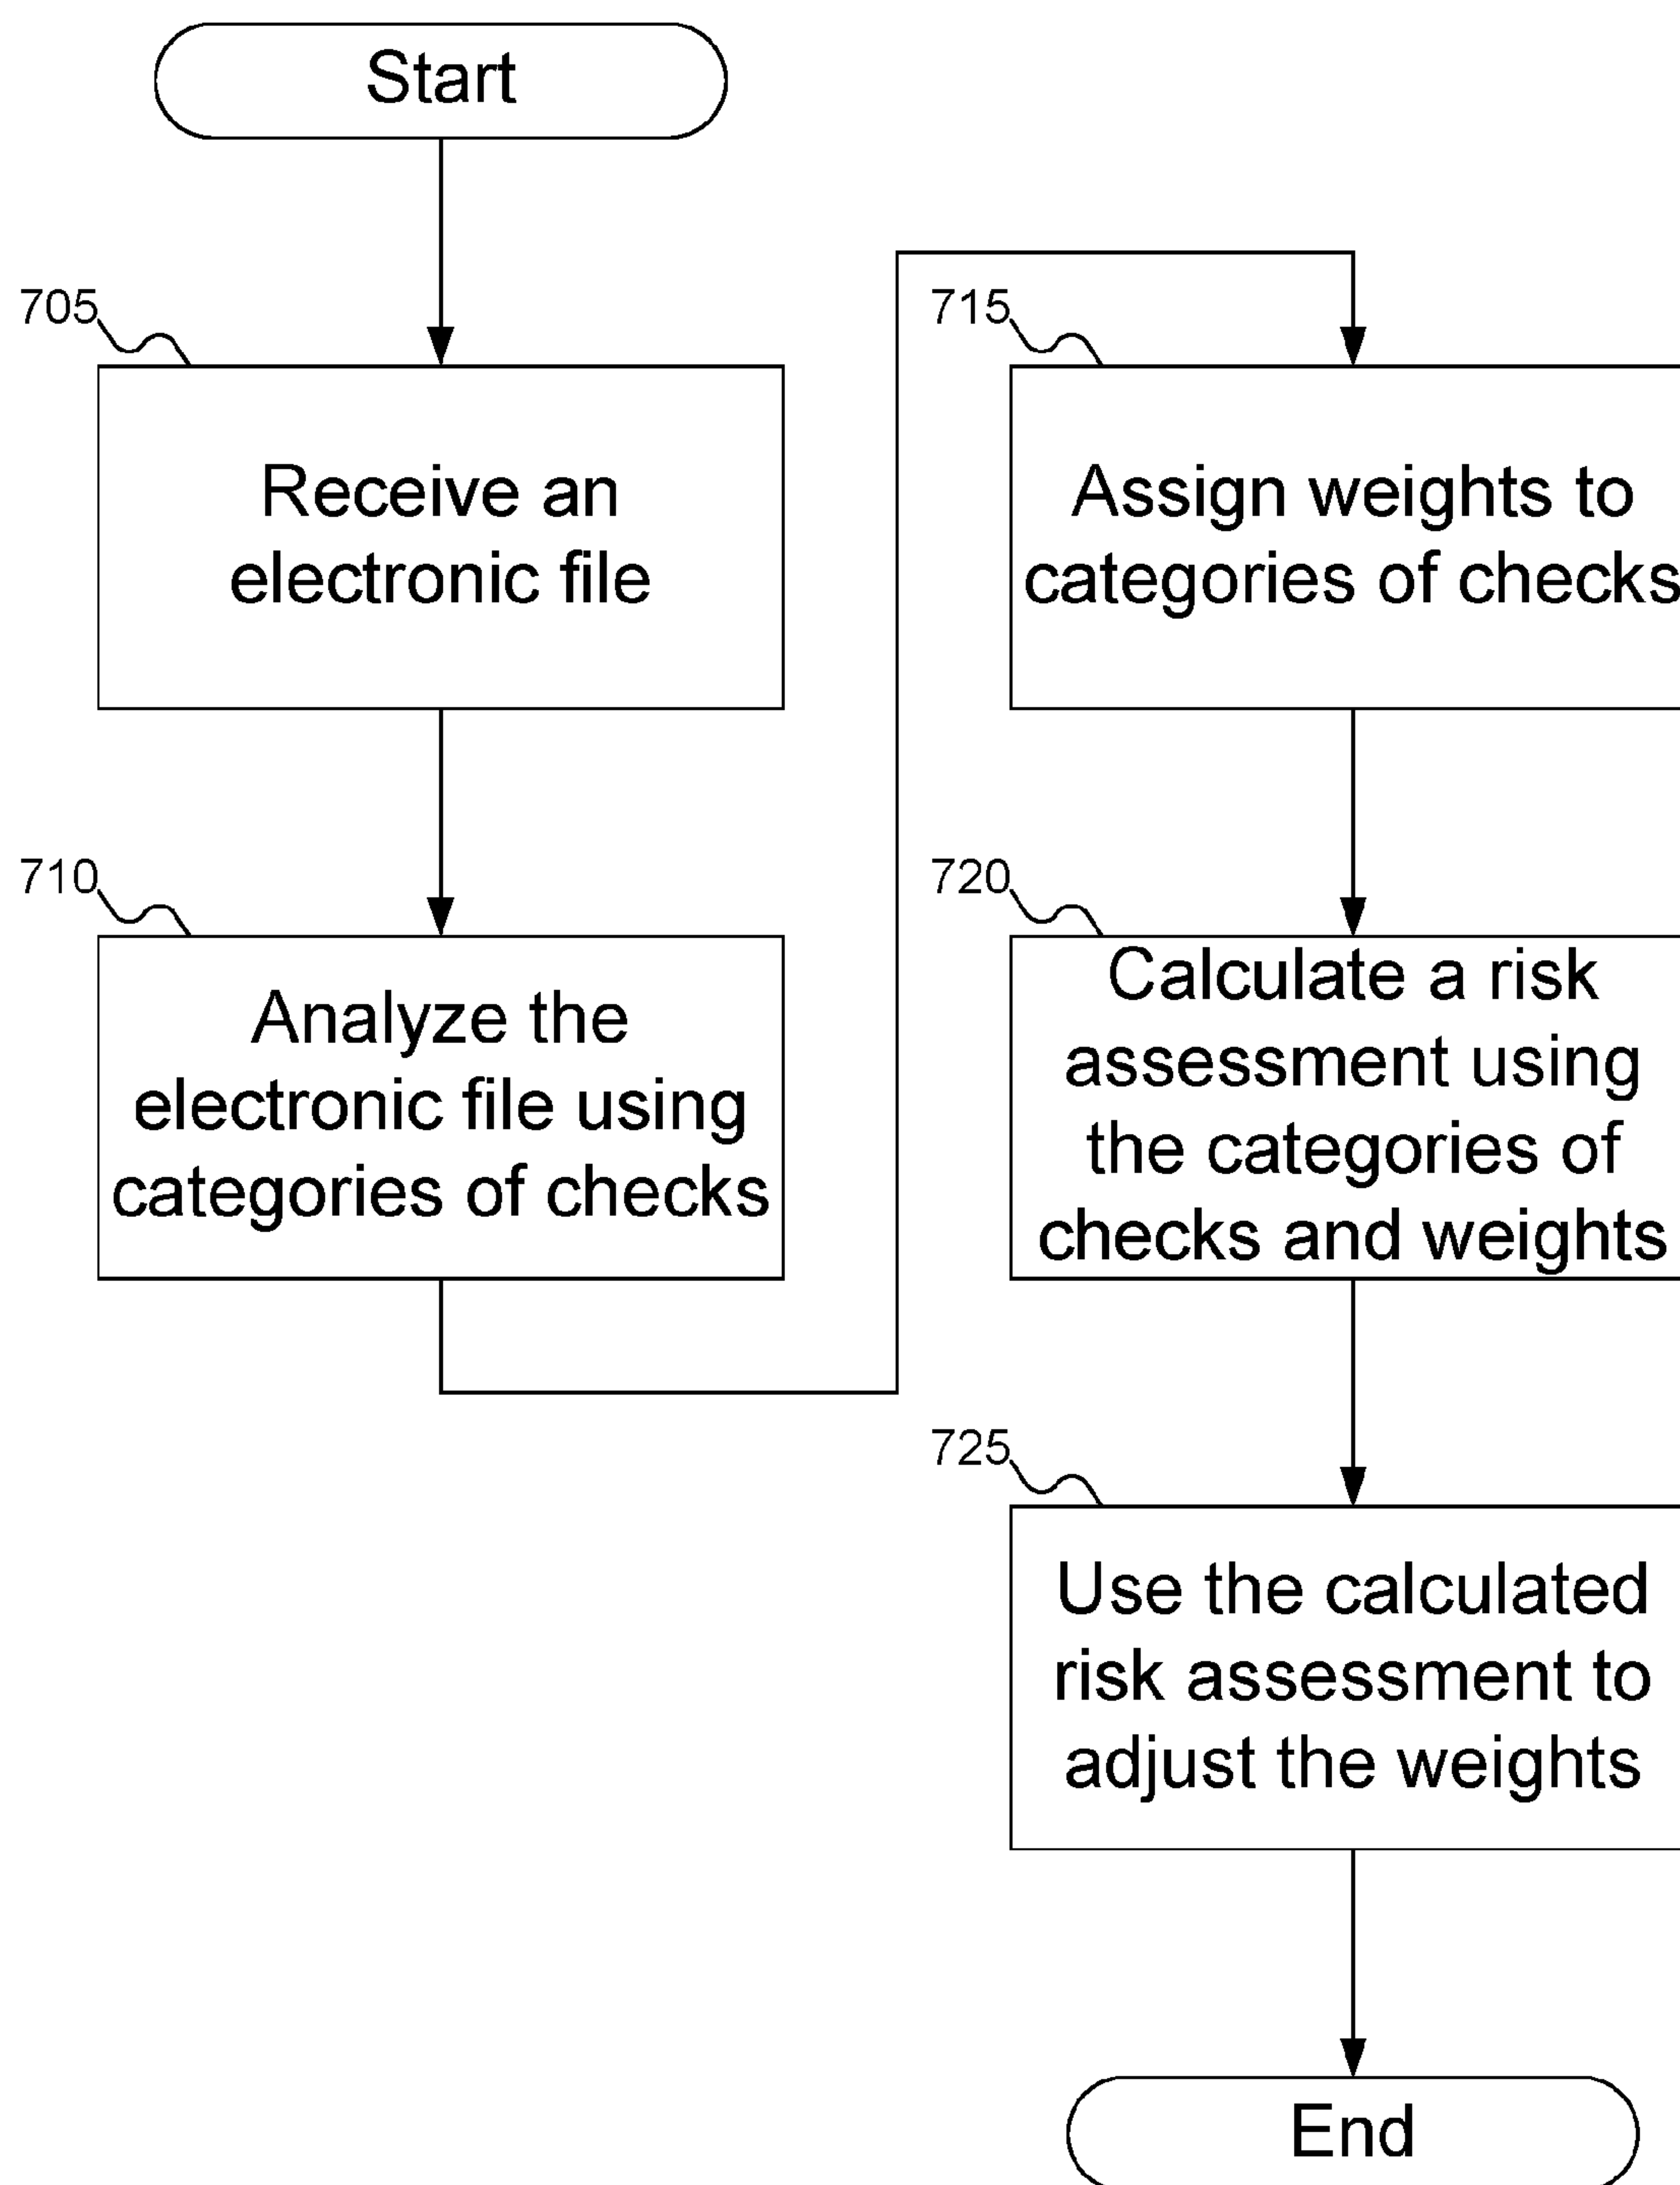 Start
705
Receive an
electronic file
710
Analyze the
electronic file using
categories of checks
715
Assign weights to
categories of checks
720
Calculate a risk
assessment using
the categories of
checks and weights
725
Use the calculated
risk assessment to
adjust the weights
End